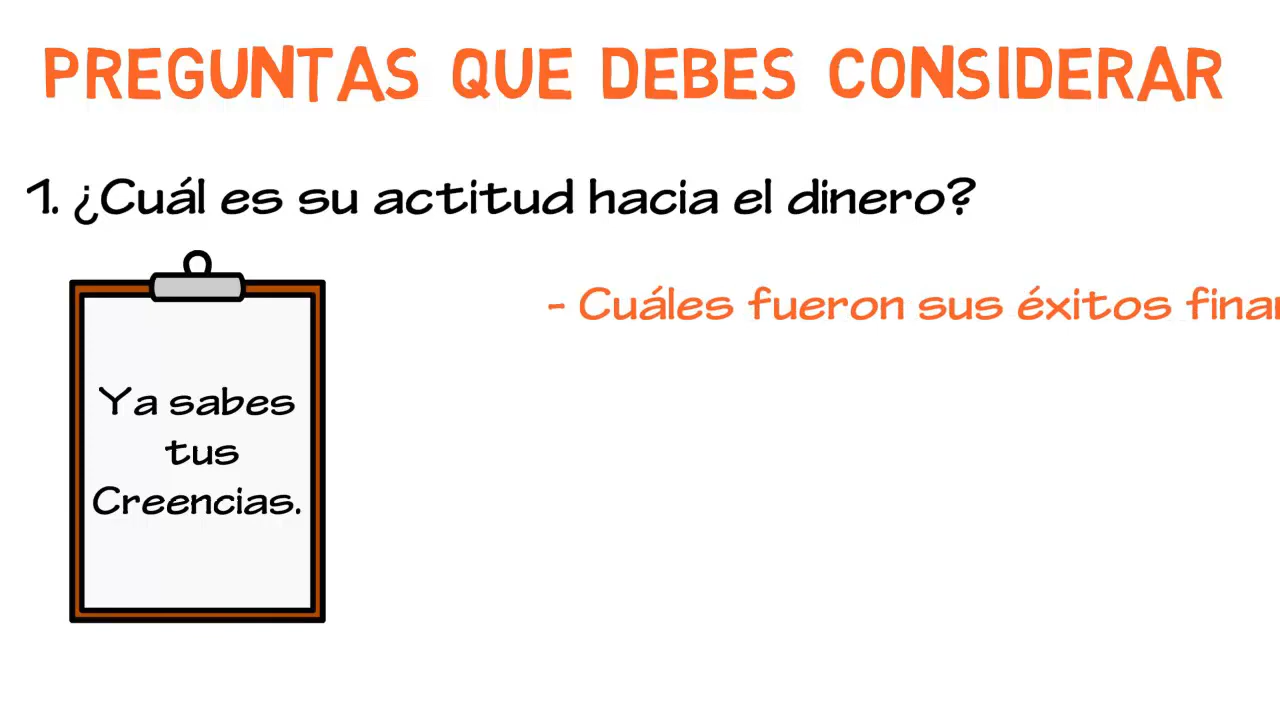 PREGUNTAS QUE DEBES CONSIDERAR
1. ¿Cuál es su actitud hacia el dinero?
- Cuáles fueron sus éxitos
Ya sabes
tus
Creencias.